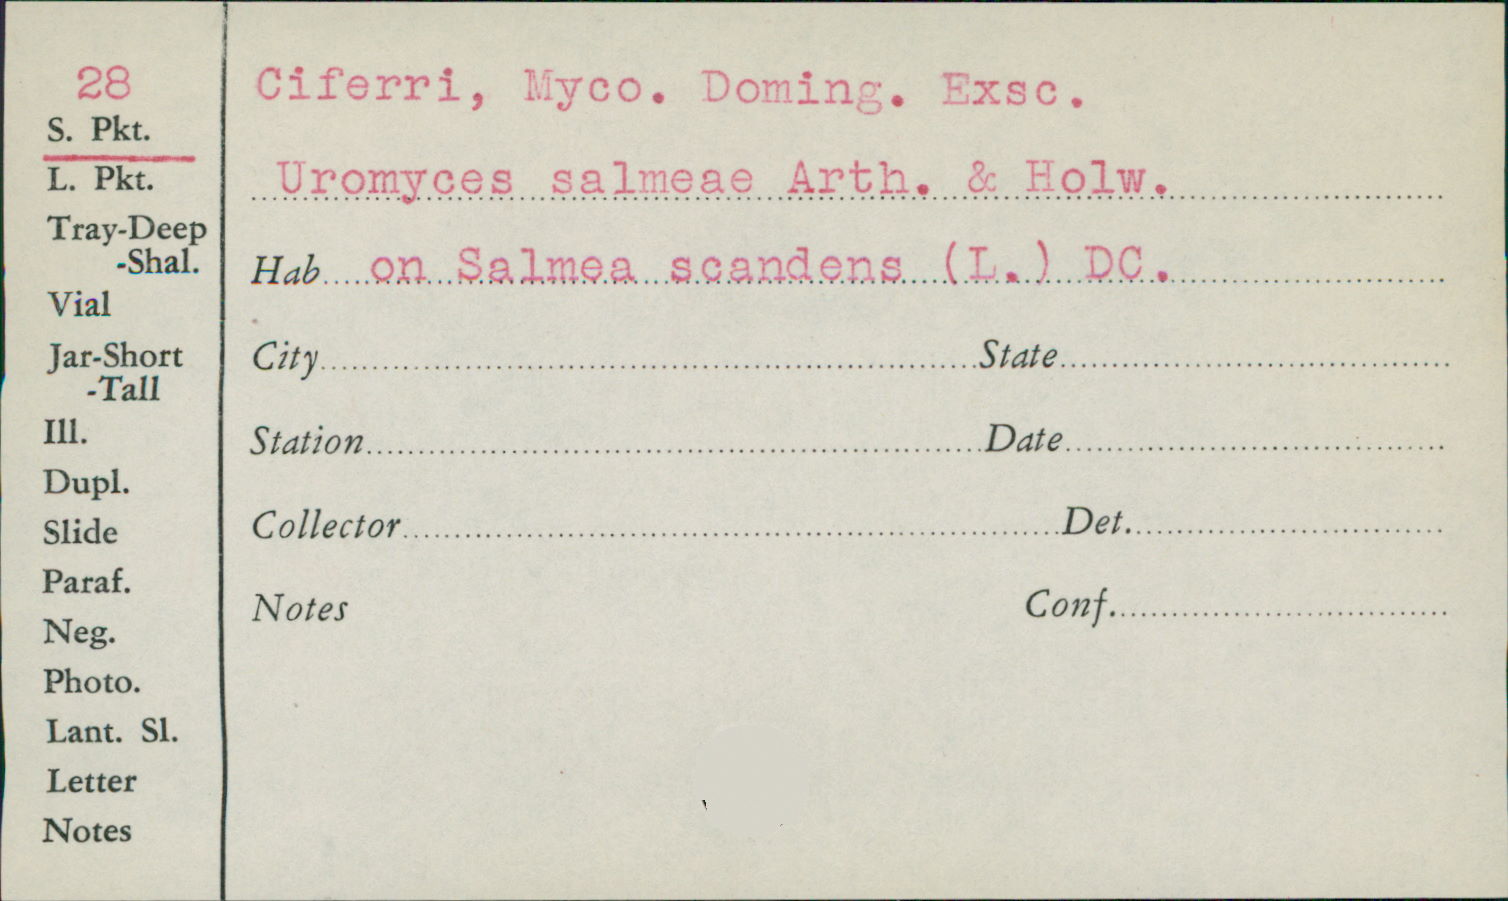 28
S. Pkt.
L. Pkt.
Tray-Deep
-Shal.
Vial
Jar-Short
-Tall
Ill.
Dupl.
Slide
Paraf.
Neg.
Photo.
Lant. Sl.
Letter
Notes
Ciferri, Myco. Doming. Exsc.
Uromyces salmeae Arth. & Holw.
Hab on Salmea scandens (L.) DC.
City State
Station Date
Collector Det.
Notes Conf.